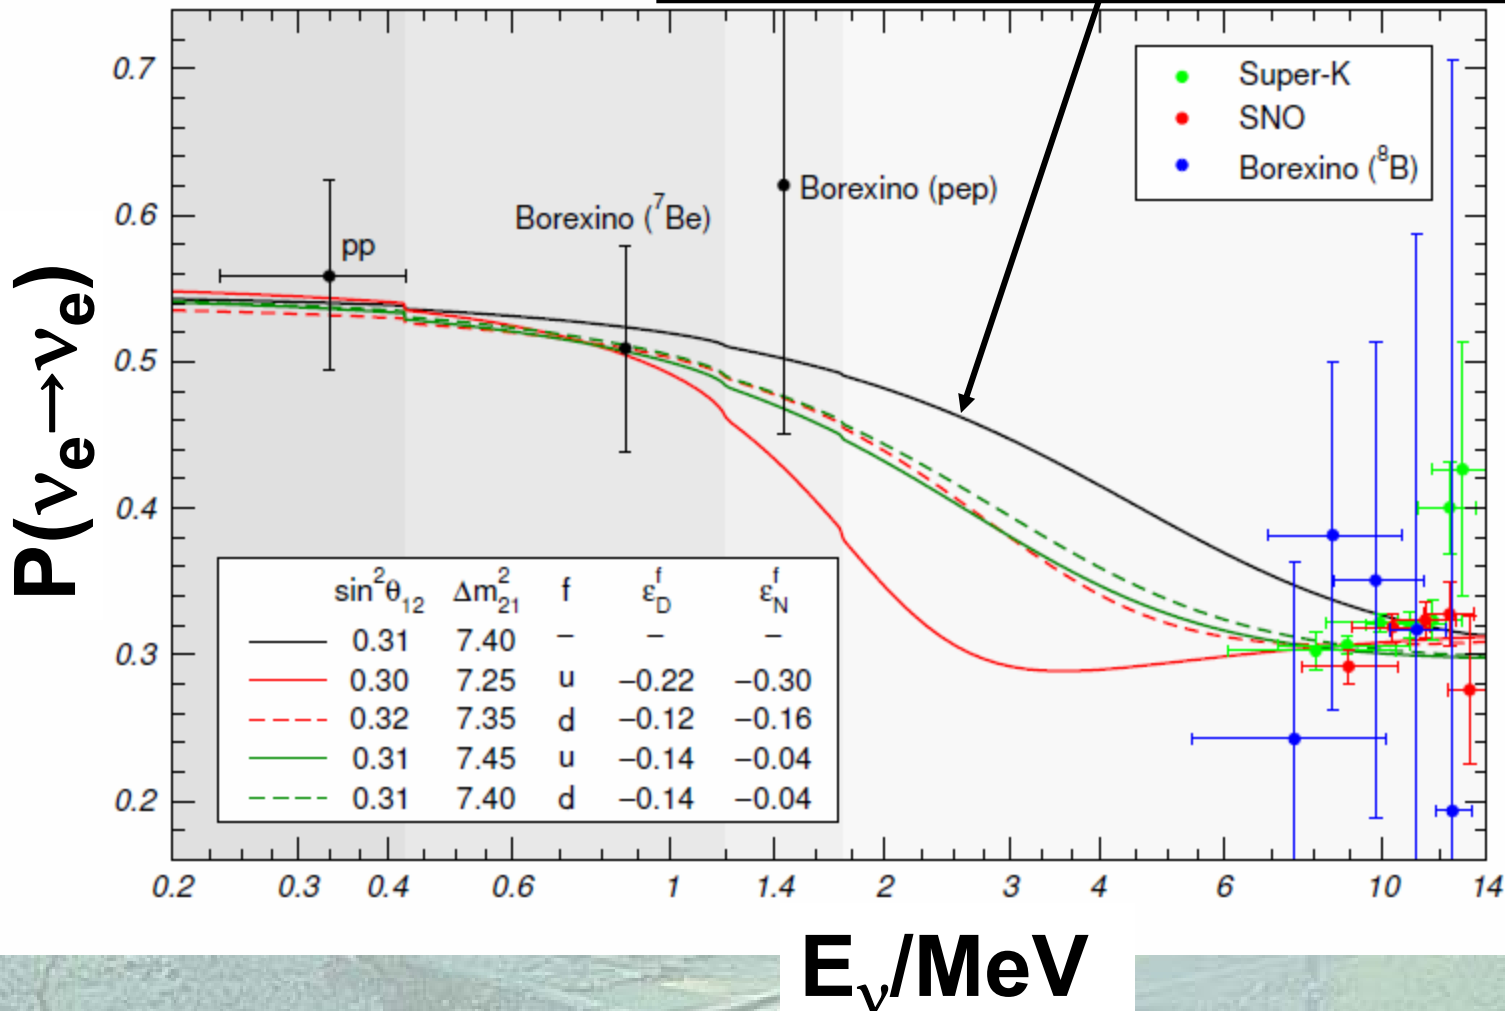 0.7
0.6
0.5
0.4
0.3
0.2
P(νe→νe)
Super-K
SNO
Borexino (⁸B)
Borexino (pep)
Borexino (⁷Be)
pp
sin²θ₁₂ Δm²₂₁ f ε_D^f ε_N^f
0.31 7.40 – – –
0.30 7.25 u −0.22 −0.30
0.32 7.35 d −0.12 −0.16
0.31 7.45 u −0.14 −0.04
0.31 7.40 d −0.14 −0.04
0.2 0.3 0.4 0.6 1 1.4 2 3 4 6 10 14
Eν/MeV